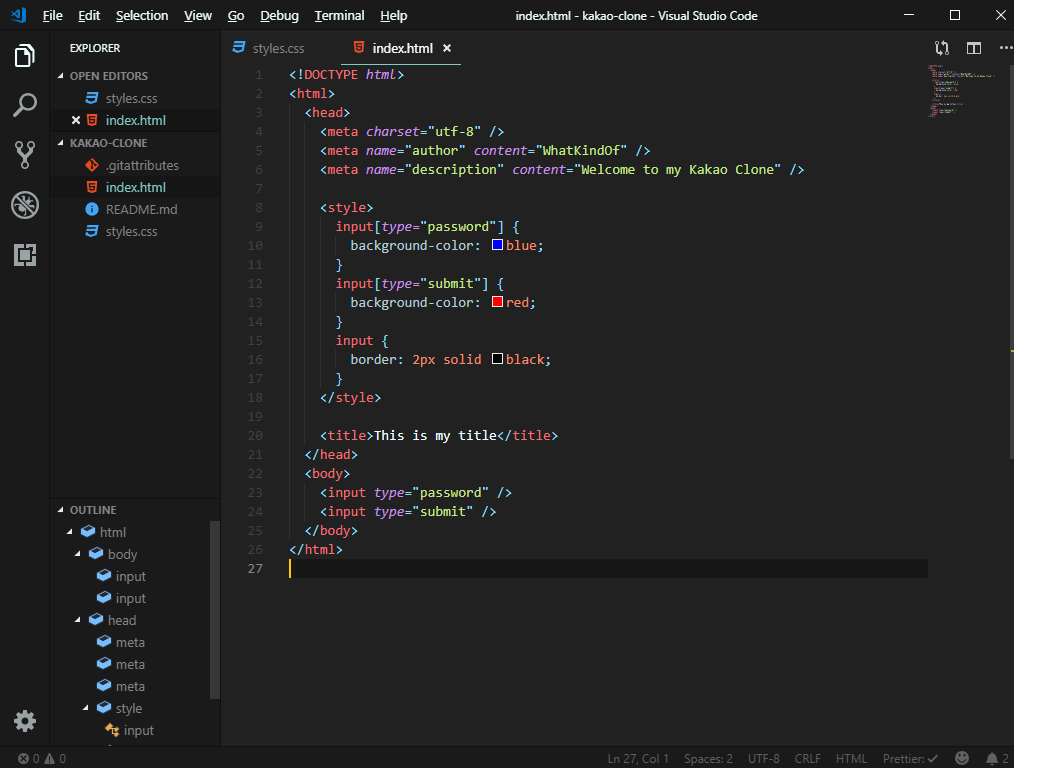 File Edit Selection View Go Debug Terminal Help index.html - kakao-clone - Visual Studio Code
EXPLORER
OPEN EDITORS
styles.css
index.html
KAKAO-CLONE
.gitattributes
index.html
README.md
styles.css
OUTLINE
html
body
input
input
head
meta
meta
meta
style
input
styles.css index.html
1 <!DOCTYPE html>
2 <html>
3 <head>
4 <meta charset="utf-8" />
5 <meta name="author" content="WhatKindOf" />
6 <meta name="description" content="Welcome to my Kakao Clone" />
7
8 <style>
9 input[type="password"] {
10 background-color: blue;
11 }
12 input[type="submit"] {
13 background-color: red;
14 }
15 input {
16 border: 2px solid black;
17 }
18 </style>
19
20 <title>This is my title</title>
21 </head>
22 <body>
23 <input type="password" />
24 <input type="submit" />
25 </body>
26 </html>
27
0 0 Ln 27, Col 1 Spaces: 2 UTF-8 CRLF HTML Prettier: ✓ 2